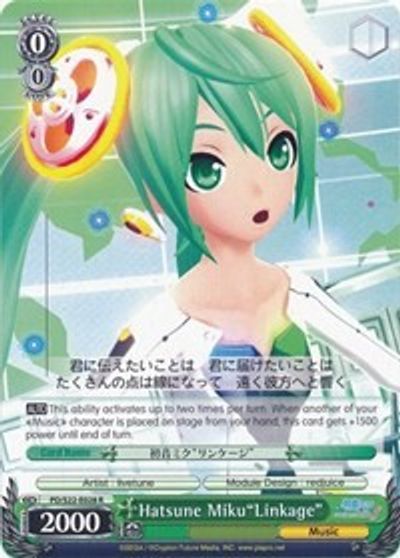 0
0
君に伝えたいことは 君に届けたいことは
たくさんの点は線になって 遠く彼方へと響く
AUTO This ability activates up to two times per turn. When another of your
«Music» character is placed on stage from your hand, this card gets +1500
power until end of turn.
Card Name 初音ミク"リンケージ"
Artist : livetune Module Design : redjuice
PD/S22-E028 R
2000
Hatsune Miku"Linkage"
Music